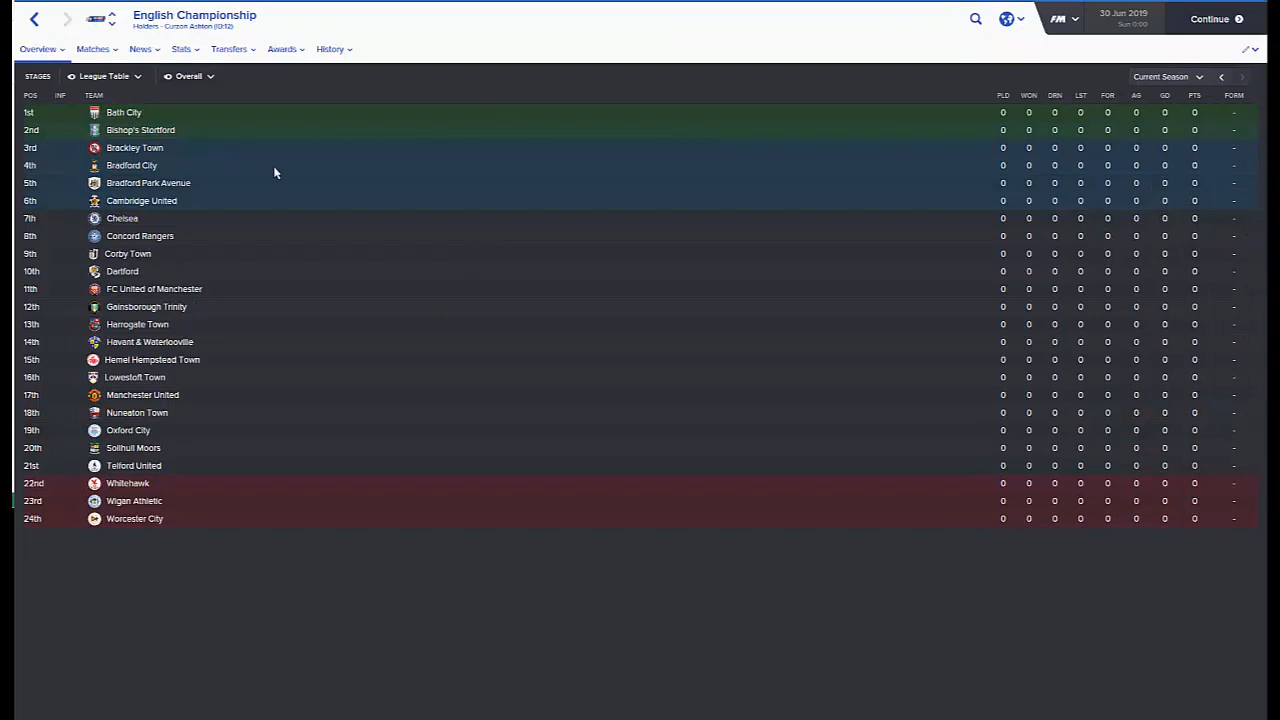 English Championship
Holders - Curzon Ashton (ID:12)
FM
30 Jun 2019
Sun 0:00
Continue
Overview Matches News Stats Transfers Awards History
STAGES League Table Overall Current Season
POS INF TEAM PLD WON DRN LST FOR AG GD PTS FORM
1st Bath City 0 0 0 0 0 0 0 0 -
2nd Bishop's Stortford 0 0 0 0 0 0 0 0 -
3rd Brackley Town 0 0 0 0 0 0 0 0 -
4th Bradford City 0 0 0 0 0 0 0 0 -
5th Bradford Park Avenue 0 0 0 0 0 0 0 0 -
6th Cambridge United 0 0 0 0 0 0 0 0 -
7th Chelsea 0 0 0 0 0 0 0 0 -
8th Concord Rangers 0 0 0 0 0 0 0 0 -
9th Corby Town 0 0 0 0 0 0 0 0 -
10th Dartford 0 0 0 0 0 0 0 0 -
11th FC United of Manchester 0 0 0 0 0 0 0 0 -
12th Gainsborough Trinity 0 0 0 0 0 0 0 0 -
13th Harrogate Town 0 0 0 0 0 0 0 0 -
14th Havant & Waterlooville 0 0 0 0 0 0 0 0 -
15th Hemel Hempstead Town 0 0 0 0 0 0 0 0 -
16th Lowestoft Town 0 0 0 0 0 0 0 0 -
17th Manchester United 0 0 0 0 0 0 0 0 -
18th Nuneaton Town 0 0 0 0 0 0 0 0 -
19th Oxford City 0 0 0 0 0 0 0 0 -
20th Solihull Moors 0 0 0 0 0 0 0 0 -
21st Telford United 0 0 0 0 0 0 0 0 -
22nd Whitehawk 0 0 0 0 0 0 0 0 -
23rd Wigan Athletic 0 0 0 0 0 0 0 0 -
24th Worcester City 0 0 0 0 0 0 0 0 -